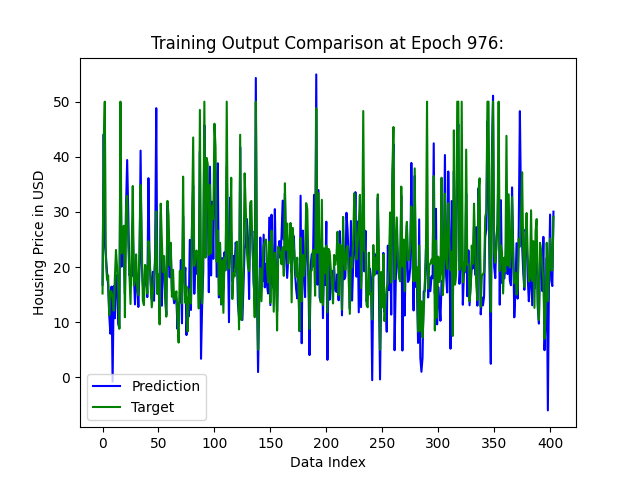 Training Output Comparison at Epoch 976:
Housing Price in USD
50
40
30
20
10
0
Prediction
Target
0 50 100 150 200 250 300 350 400
Data Index